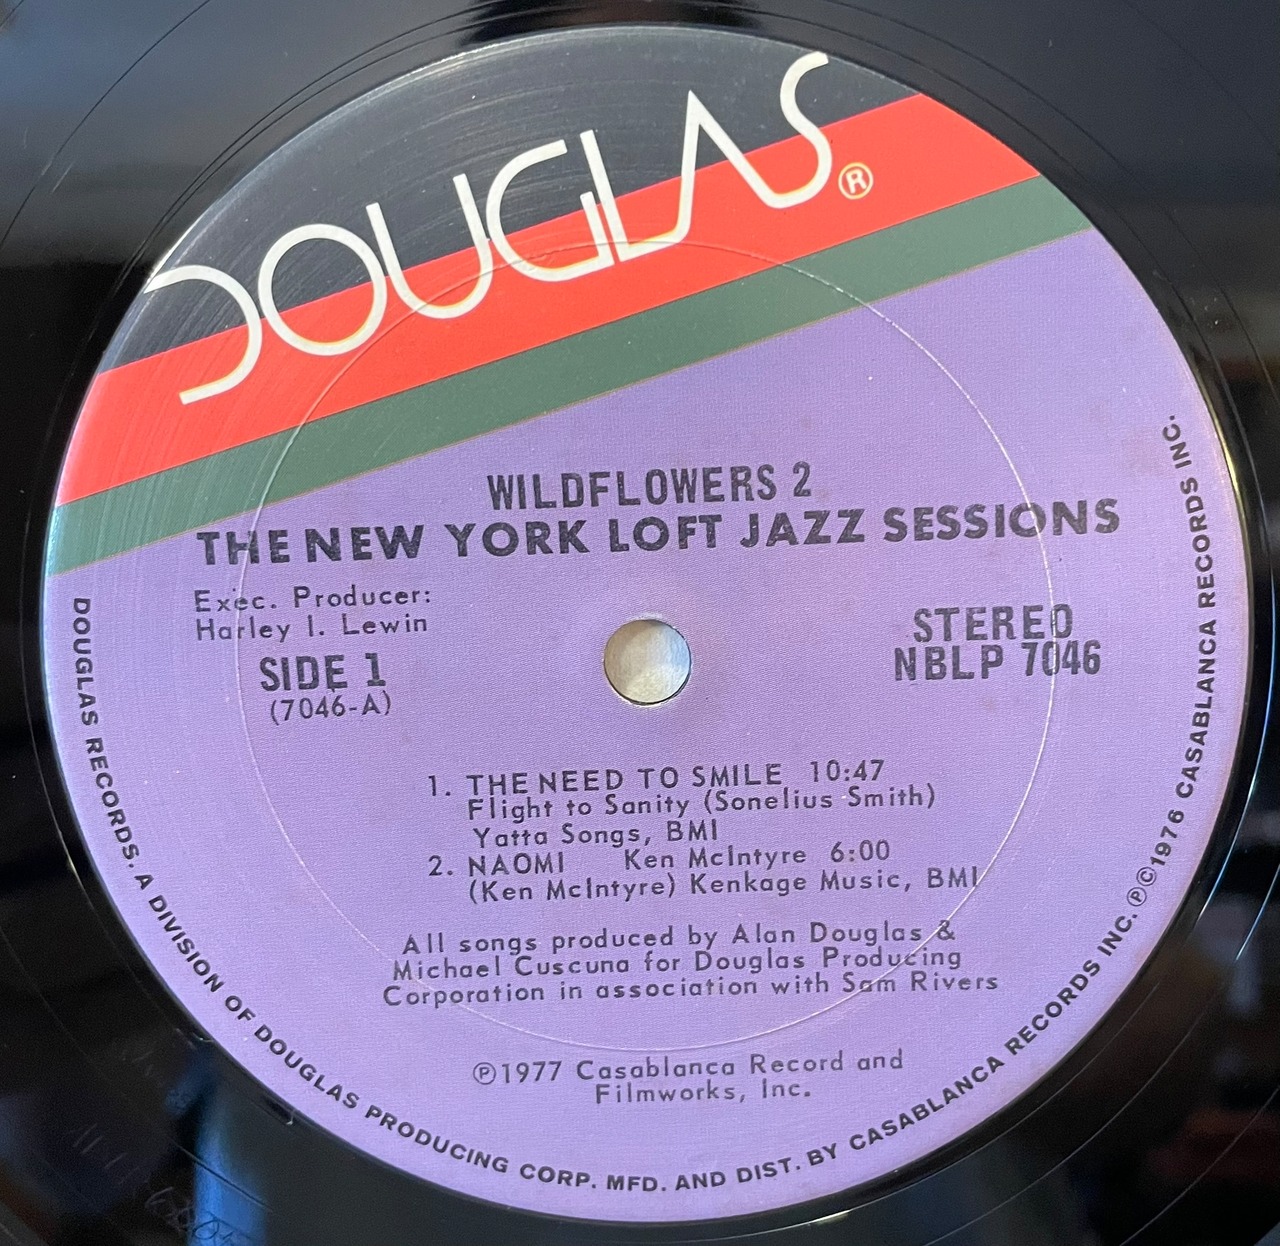 DOUGLAS®
WILDFLOWERS 2
THE NEW YORK LOFT JAZZ SESSIONS
Exec. Producer:
Harley I. Lewin
SIDE 1
(7046-A)
STEREO
NBLP 7046
1. THE NEED TO SMILE 10:47
Flight to Sanity (Sonelius Smith)
Yatta Songs, BMI
2. NAOMI Ken McIntyre 6:00
(Ken McIntyre) Kenkage Music, BMI
All songs produced by Alan Douglas &
Michael Cuscuna for Douglas Producing
Corporation in association with Sam Rivers
℗1977 Casablanca Record and
Filmworks, Inc.
DOUGLAS RECORDS. A DIVISION OF DOUGLAS PRODUCING CORP. MFD. AND DIST. BY CASABLANCA RECORDS INC. ℗©1976 CASABLANCA RECORDS INC.